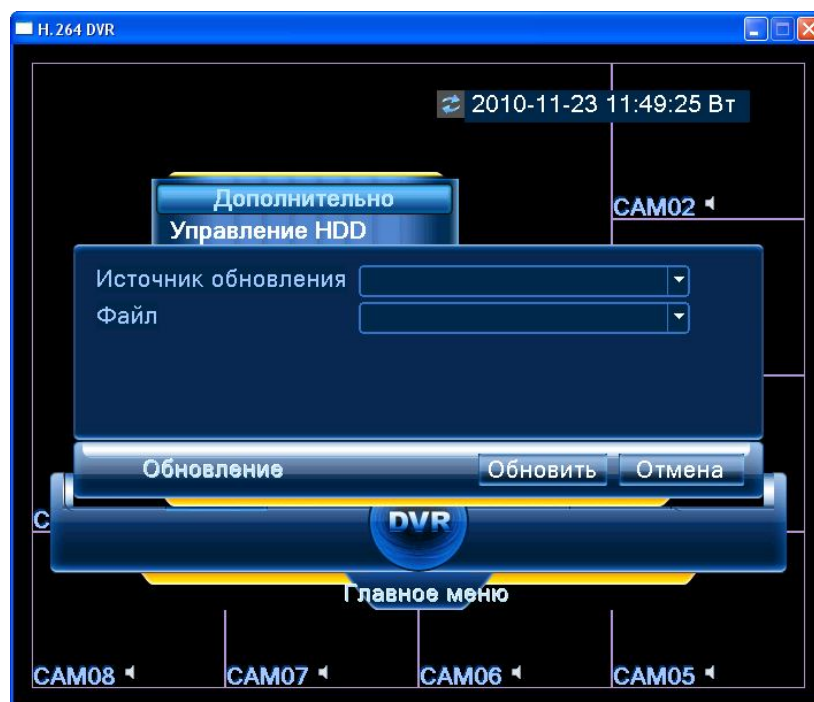 H.264 DVR
2010-11-23 11:49:25 Вт
Дополнительно
CAM02
Управление HDD
Источник обновления
Файл
Обновление
Обновить
Отмена
C
DVR
Главное меню
CAM08
CAM07
CAM06
CAM05